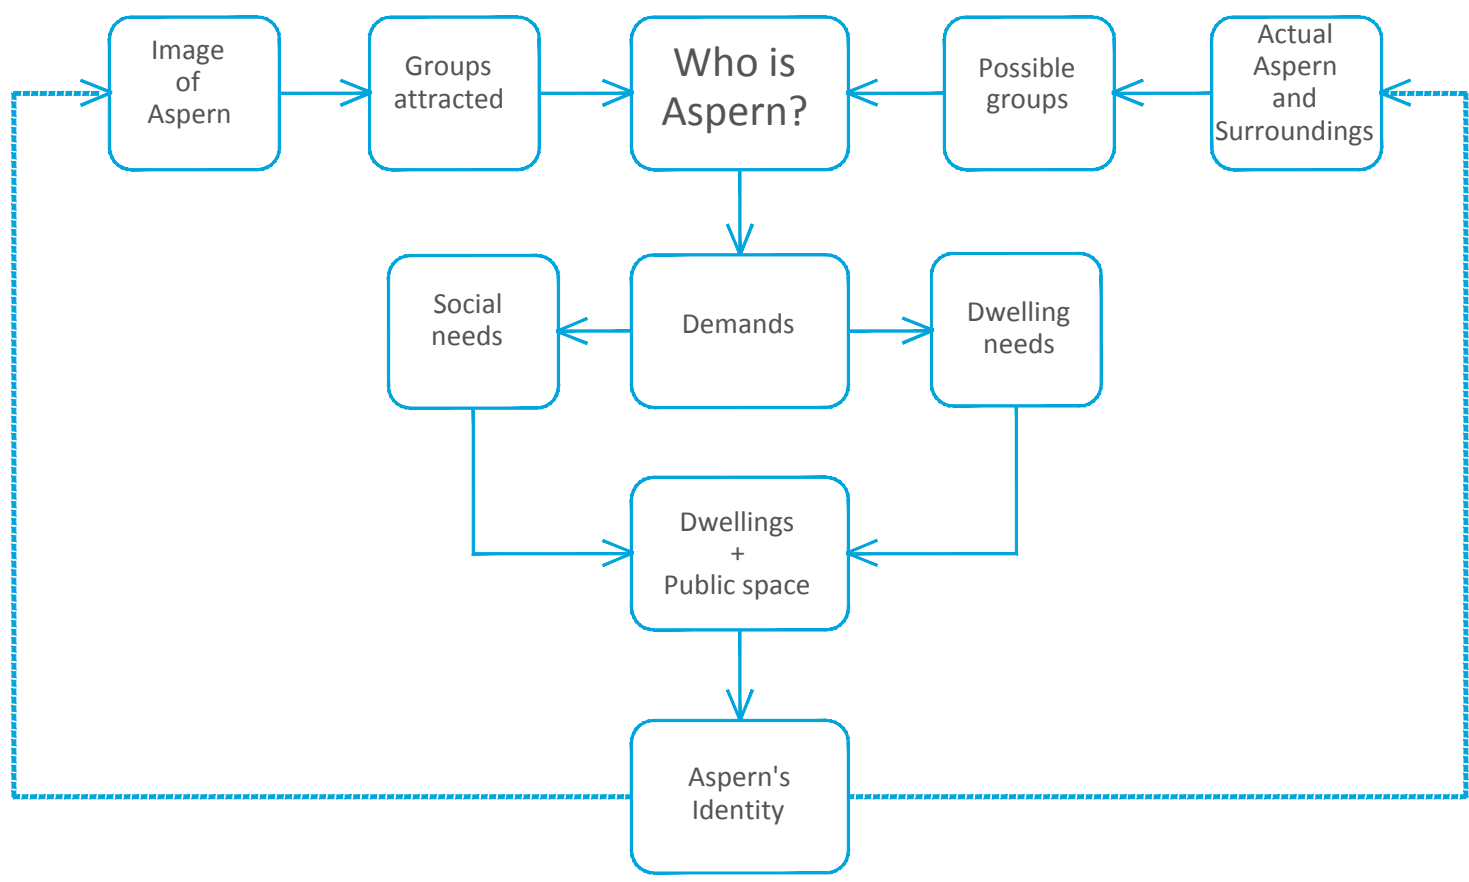 Image
of
Aspern
Groups
attracted
Who is
Aspern?
Possible
groups
Actual
Aspern
and
Surroundings
Social
needs
Demands
Dwelling
needs
Dwellings
+
Public space
Aspern's
Identity